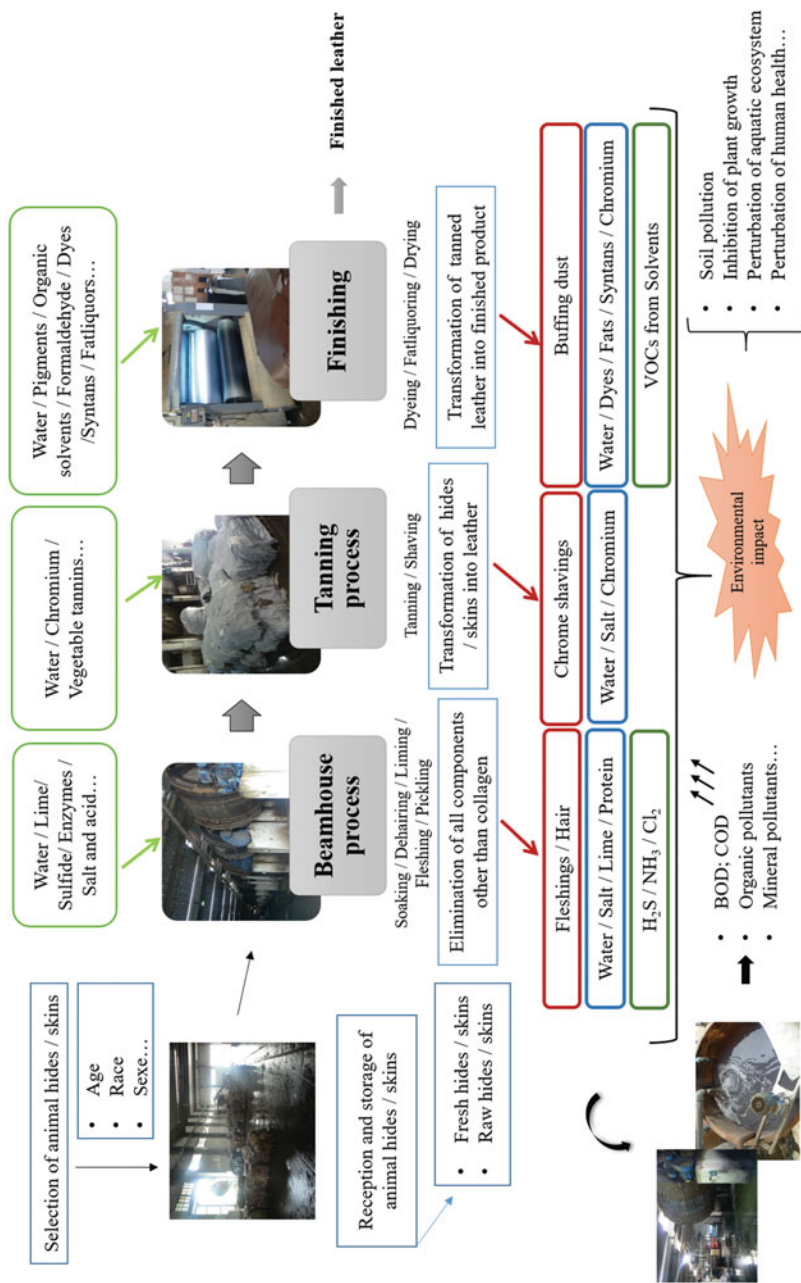 Selection of animal hides / skins
• Age
• Race
• Sexe…
Reception and storage of
animal hides / skins
• Fresh hides / skins
• Raw hides / skins
Water / Lime/
Sulfide/ Enzymes /
Salt and acid…
Beamhouse
process
Soaking / Dehairing / Liming /
Fleshing / Pickling
Elimination of all components
other than collagen
Fleshings / Hair
Water / Salt / Lime / Protein
H₂S / NH₃ / Cl₂
Water / Chromium /
Vegetable tannins…
Tanning
process
Tanning / Shaving
Transformation of hides
/ skins into leather
Chrome shavings
Water / Salt / Chromium
Water / Pigments / Organic
solvents / Formaldehyde / Dyes
/Syntans / Fatliquors…
Finishing
Dyeing / Fatliquoring / Drying
Transformation of tanned
leather into finished product
Buffing dust
Water / Dyes / Fats / Syntans / Chromium
VOCs from Solvents
Finished leather
• BOD; COD
• Organic pollutants
• Mineral pollutants…
Environmental
impact
• Soil pollution
• Inhibition of plant growth
• Perturbation of aquatic ecosystem
• Perturbation of human health…